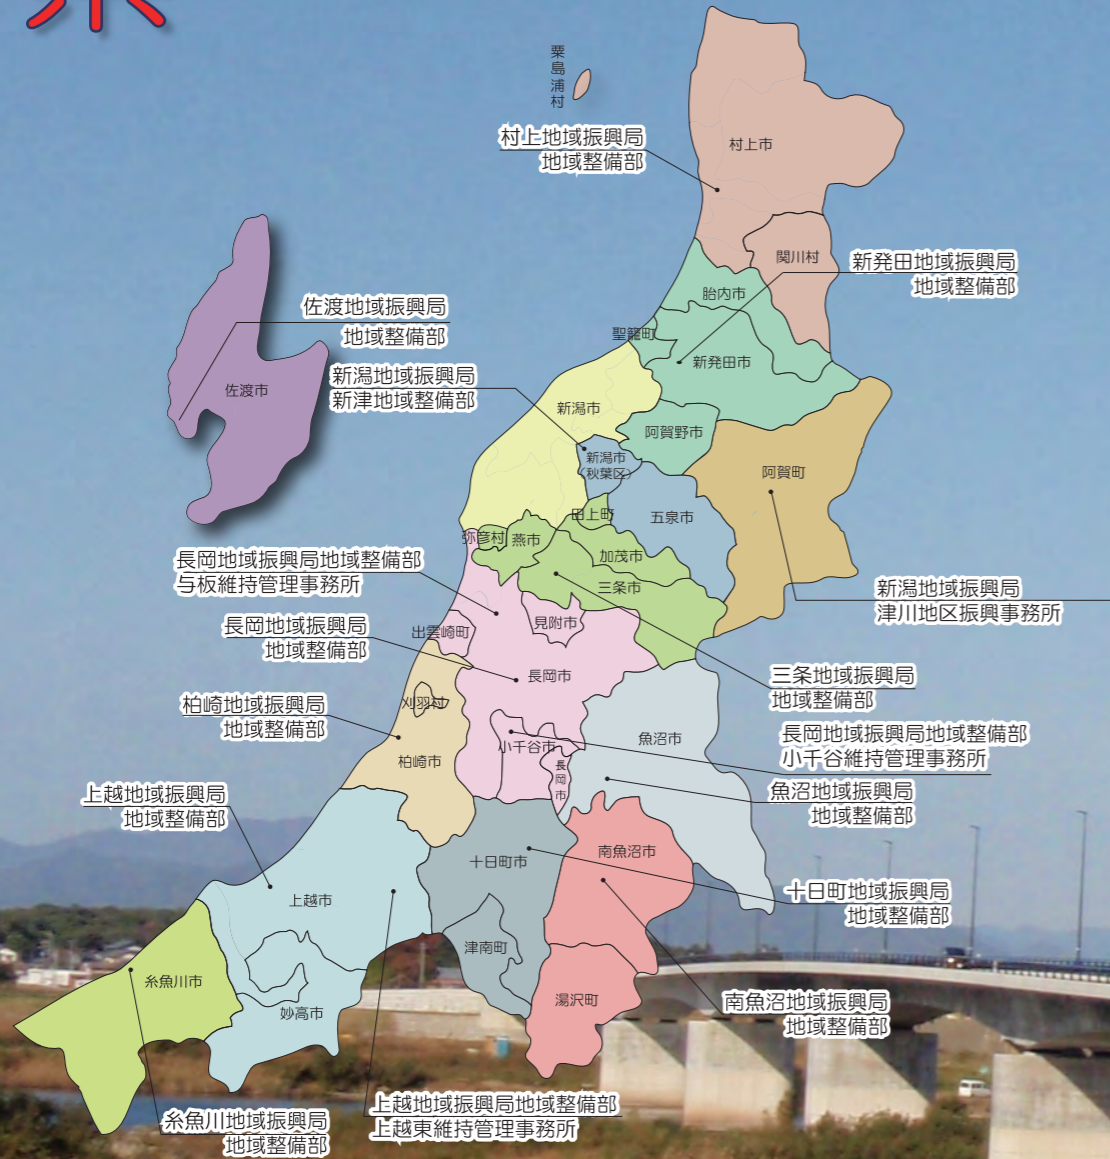 粟島浦村
村上地域振興局
地域整備部
村上市
関川村
新発田地域振興局
地域整備部
胎内市
佐渡地域振興局
地域整備部
聖籠町
新発田市
佐渡市
新潟地域振興局
新津地域整備部
新潟市
阿賀野市
新潟市
(秋葉区)
阿賀町
田上町
五泉市
弥彦村
燕市
加茂市
長岡地域振興局地域整備部
与板維持管理事務所
三条市
新潟地域振興局
津川地区振興事務所
見附市
出雲崎町
長岡地域振興局
地域整備部
長岡市
三条地域振興局
地域整備部
刈羽村
柏崎地域振興局
地域整備部
長岡地域振興局地域整備部
小千谷維持管理事務所
魚沼市
小千谷市
柏崎市
長岡市
魚沼地域振興局
地域整備部
上越地域振興局
地域整備部
南魚沼市
十日町市
十日町地域振興局
地域整備部
上越市
津南町
糸魚川市
湯沢町
南魚沼地域振興局
地域整備部
妙高市
上越地域振興局地域整備部
上越東維持管理事務所
糸魚川地域振興局
地域整備部